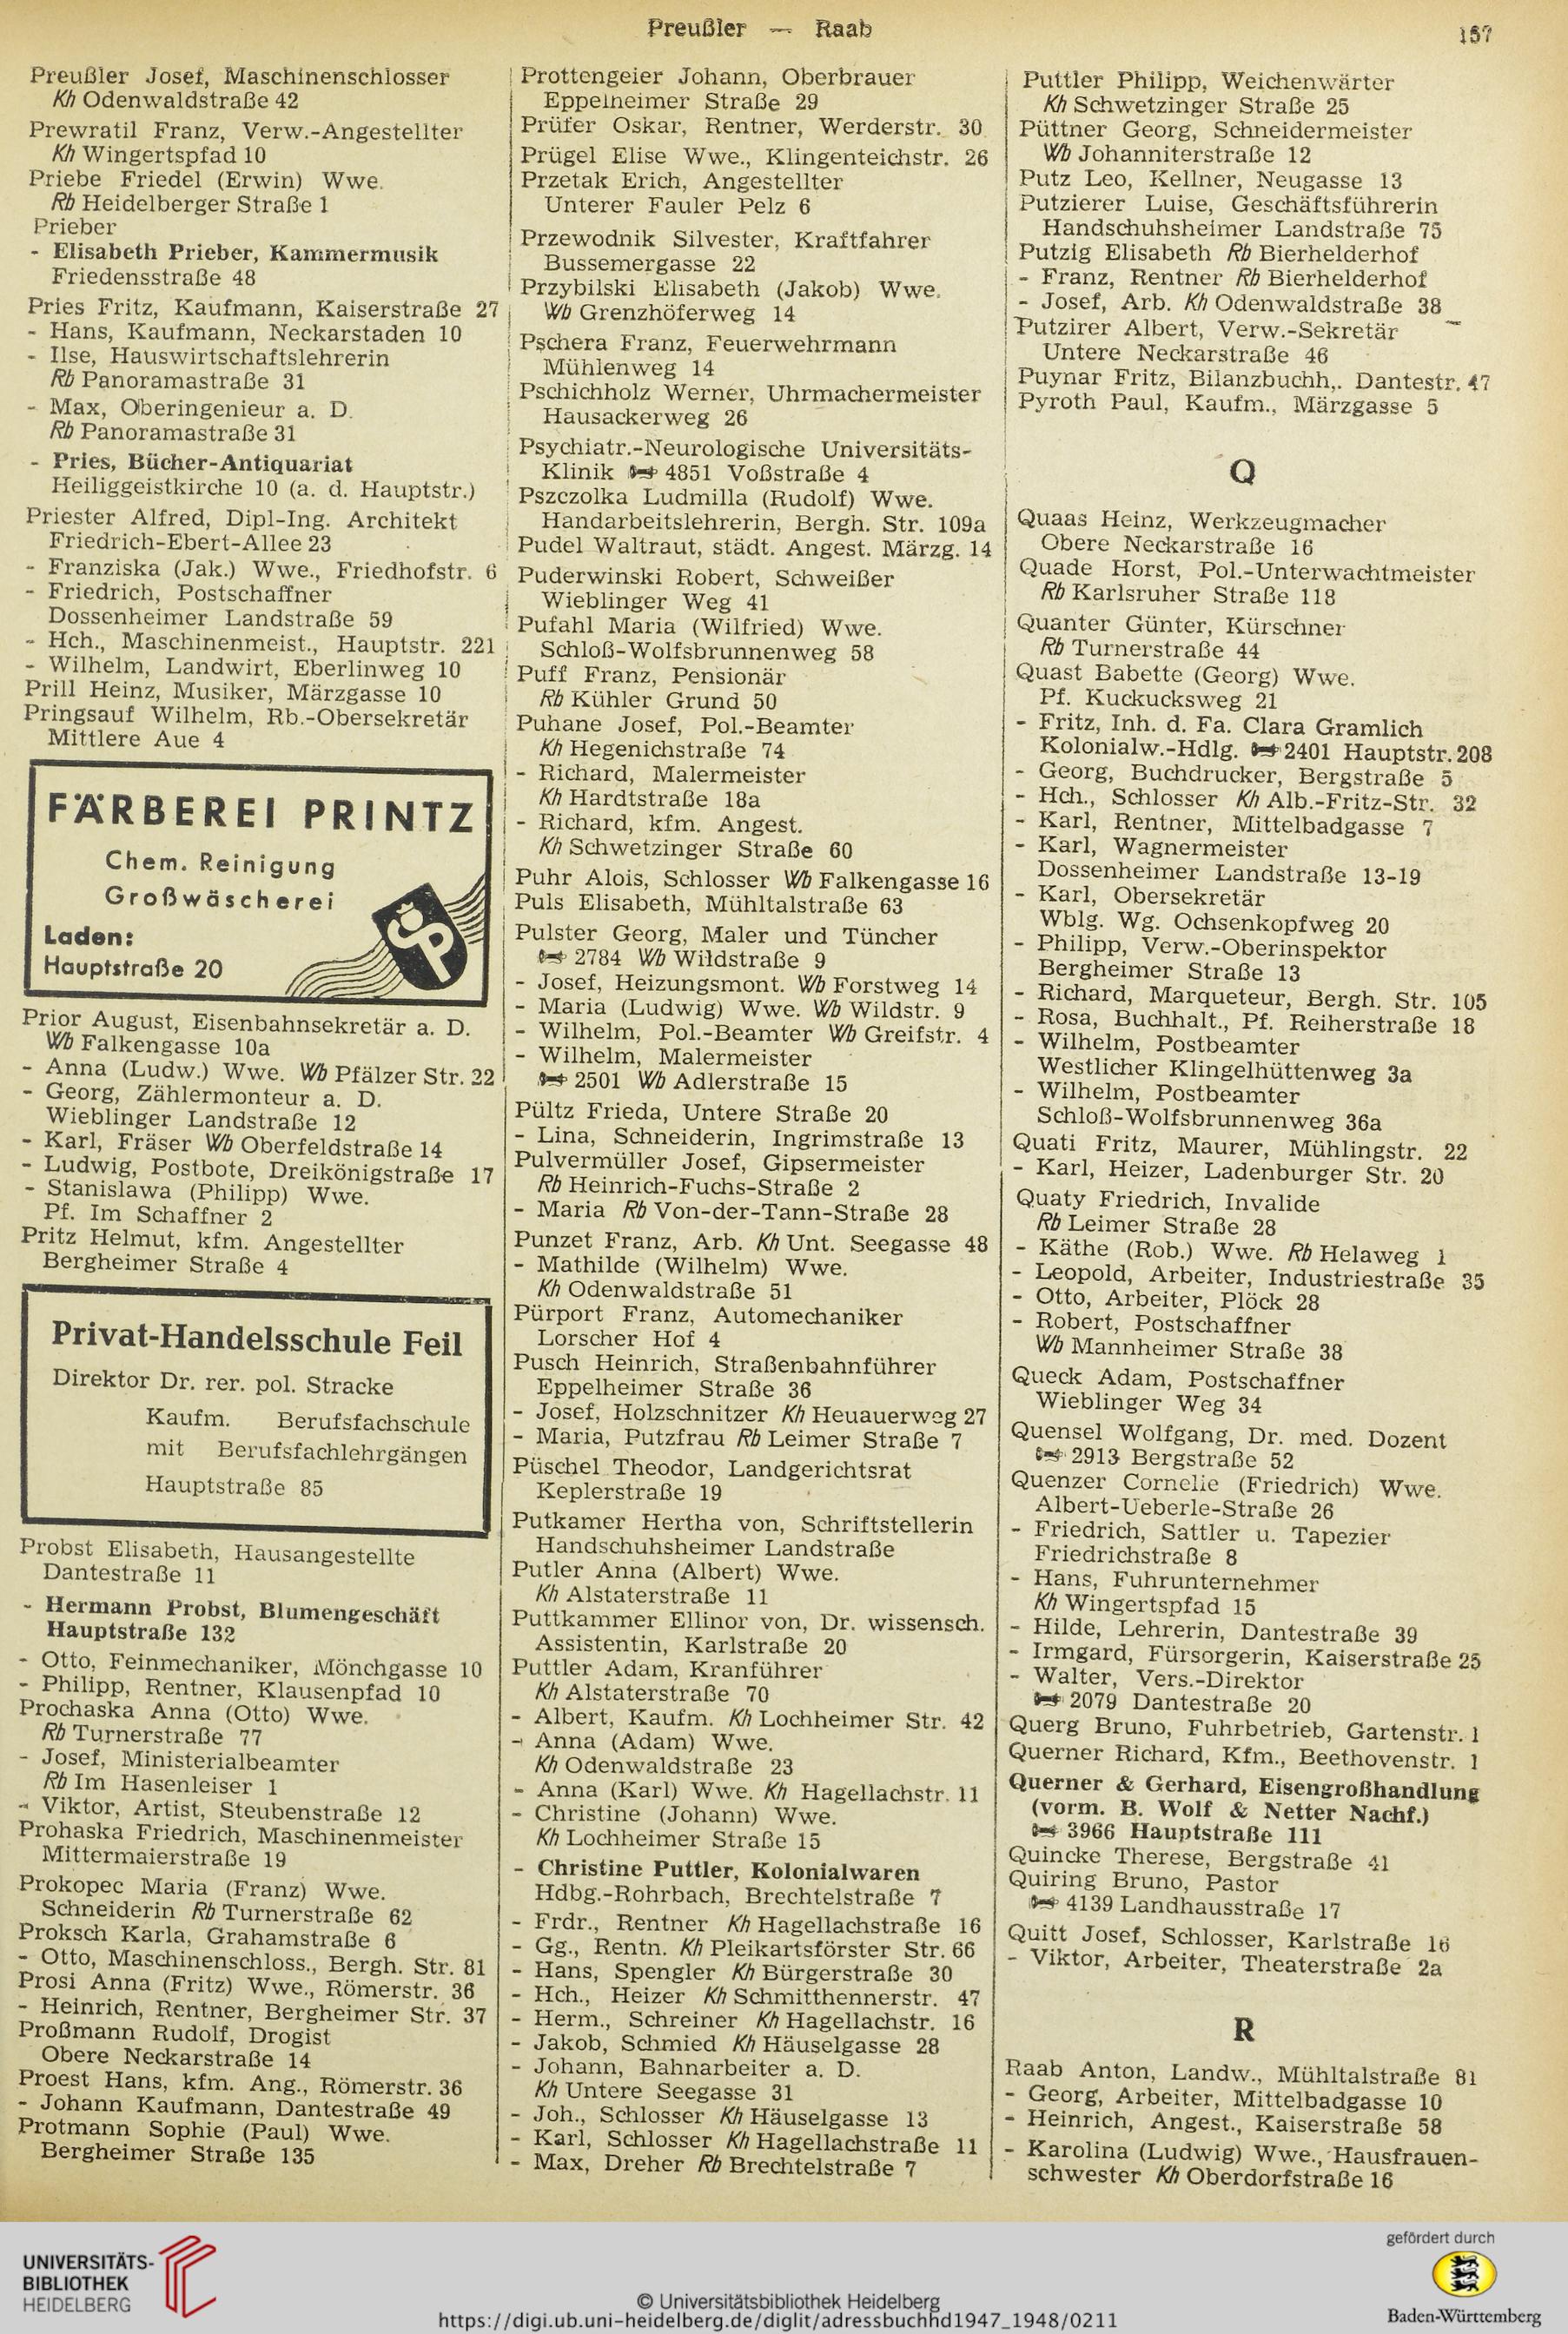 Preußler — Raab
157
Preußler Josef, Maschinenschlosser
Kh Odenwaldstraße 42
Prewratil Franz, Verw.-Angestellter
Kh Wingertspfad 10
Priebe Friedel (Erwin) Wwe.
Rb Heidelberger Straße 1
Prieber
- Elisabeth Prieber, Kammermusik
Friedensstraße 48
Pries Fritz, Kaufmann, Kaiserstraße 27
- Hans, Kaufmann, Neckarstaden 10
- Ilse, Hauswirtschaftslehrerin
Rb Panoramastraße 31
- Max, Oberingenieur a. D.
Rb Panoramastraße 31
- Pries, Bücher-Antiquariat
Heiliggeistkirche 10 (a. d. Hauptstr.)
Priester Alfred, Dipl-Ing. Architekt
Friedrich-Ebert-Allee 23
- Franziska (Jak.) Wwe., Friedhofstr. 6
- Friedrich, Postschaffner
Dossenheimer Landstraße 59
- Hch., Maschinenmeist., Hauptstr. 221
- Wilhelm, Landwirt, Eberlinweg 10
Prill Heinz, Musiker, Märzgasse 10
Pringsauf Wilhelm, Rb.-Obersekretär
Mittlere Aue 4
FÄRBEREI PRINTZ
Chem. Reinigung
Großwäscherei
Laden:
Hauptstraße 20
P
Prior August, Eisenbahnsekretär a. D.
Wb Falkengasse 10a
- Anna (Ludw.) Wwe. Wb Pfälzer Str. 22
- Georg, Zählermonteur a. D.
Wieblinger Landstraße 12
- Karl, Fräser Wb Oberfeldstraße 14
- Ludwig, Postbote, Dreikönigstraße 17
- Stanislawa (Philipp) Wwe.
Pf. Im Schaffner 2
Pritz Helmut, kfm. Angestellter
Bergheimer Straße 4
Privat-Handelsschule Feil
Direktor Dr. rer. pol. Stracke
Kaufm. Berufsfachschule
mit Berufsfachlehrgängen
Hauptstraße 85
Probst Elisabeth, Hausangestellte
Dantestraße 11
- Hermann Probst, Blumengeschäft
Hauptstraße 132
- Otto, Feinmechaniker, Mönchgasse 10
- Philipp, Rentner, Klausenpfad 10
Prochaska Anna (Otto) Wwe.
Rb Turnerstraße 77
- Josef, Ministerialbeamter
Rb Im Hasenleiser 1
- Viktor, Artist, Steubenstraße 12
Prohaska Friedrich, Maschinenmeister
Mittermaierstraße 19
Prokopec Maria (Franz) Wwe.
Schneiderin Rb Turnerstraße 62
Proksch Karla, Grahamstraße 6
- Otto, Maschinenschloss., Bergh. Str. 81
Prosi Anna (Fritz) Wwe., Römerstr. 36
- Heinrich, Rentner, Bergheimer Str. 37
Proßmann Rudolf, Drogist
Obere Neckarstraße 14
Proest Hans, kfm. Ang., Römerstr. 36
- Johann Kaufmann, Dantestraße 49
Protmann Sophie (Paul) Wwe.
Bergheimer Straße 135
Prottengeier Johann, Oberbrauer
Eppelheimer Straße 29
Prüfer Oskar, Rentner, Werderstr. 30
Prügel Elise Wwe., Klingenteichstr. 26
Przetak Erich, Angestellter
Unterer Fauler Pelz 6
Przewodnik Silvester, Kraftfahrer
Bussemergasse 22
Przybilski Elisabeth (Jakob) Wwe.
Wb Grenzhöferweg 14
Pschera Franz, Feuerwehrmann
Mühlenweg 14
Pschichholz Werner, Uhrmachermeister
Hausackerweg 26
Psychiatr.-Neurologische Universitäts-
Klinik 4851 Voßstraße 4
Pszczolka Ludmilla (Rudolf) Wwe.
Handarbeitslehrerin, Bergh. Str. 109a
Pudel Waltraut, städt. Angest. Märzg. 14
Puderwinski Robert, Schweißer
Wieblinger Weg 41
Pufahl Maria (Wilfried) Wwe.
Schloß-Wolfsbrunnenweg 58
Puff Franz, Pensionär
Rb Kühler Grund 50
Puhane Josef, Pol.-Beamter
Kh Hegenichstraße 74
- Richard, Malermeister
Kh Hardtstraße 18a
- Richard, kfm. Angest.
Kh Schwetzinger Straße 60
Puhr Alois, Schlosser Wb Falkengasse 16
Puls Elisabeth, Mühltalstraße 63
Pulster Georg, Maler und Tüncher
2784 Wb Wildstraße 9
- Josef, Heizungsmont. Wb Forstweg 14
- Maria (Ludwig) Wwe. Wb Wildstr. 9
- Wilhelm, Pol.-Beamter Wb Greifstr. 4
- Wilhelm, Malermeister
2501 Wb Adlerstraße 15
Pültz Frieda, Untere Straße 20
- Lina, Schneiderin, Ingrimstraße 13
Pulvermüller Josef, Gipsermeister
Rb Heinrich-Fuchs-Straße 2
- Maria Rb Von-der-Tann-Straße 28
Punzet Franz, Arb. Kh Unt. Seegasse 48
- Mathilde (Wilhelm) Wwe.
Kh Odenwaldstraße 51
Pürport Franz, Automechaniker
Lorscher Hof 4
Pusch Heinrich, Straßenbahnführer
Eppelheimer Straße 36
- Josef, Holzschnitzer Kh Heuauerweg 27
- Maria, Putzfrau Rb Leimer Straße 7
Püschel Theodor, Landgerichtsrat
Keplerstraße 19
Putkamer Hertha von, Schriftstellerin
Handschuhsheimer Landstraße
Putler Anna (Albert) Wwe.
Kh Alstaterstraße 11
Puttkammer Ellinor von, Dr. wissensch.
Assistentin, Karlstraße 20
Puttler Adam, Kranführer
Kh Alstaterstraße 70
- Albert, Kaufm. Kh Lochheimer Str. 42
- Anna (Adam) Wwe.
Kh Odenwaldstraße 23
- Anna (Karl) Wwe. Kh Hagellachstr. 11
- Christine (Johann) Wwe.
Kh Lochheimer Straße 15
- Christine Puttler, Kolonialwaren
Hdbg.-Rohrbach, Brechtelstraße 7
- Frdr., Rentner Kh Hagellachstraße 16
- Gg., Rentn. Kh Pleikartsförster Str. 66
- Hans, Spengler Kh Bürgerstraße 30
- Hch., Heizer Kh Schmitthennerstr. 47
- Herm., Schreiner Kh Hagellachstr. 16
- Jakob, Schmied Kh Häuselgasse 28
- Johann, Bahnarbeiter a. D.
Kh Untere Seegasse 31
- Joh., Schlosser Kh Häuselgasse 13
- Karl, Schlosser Kh Hagellachstraße 11
- Max, Dreher Rb Brechtelstraße 7
Puttler Philipp, Weichenwärter
Kh Schwetzinger Straße 25
Püttner Georg, Schneidermeister
Wb Johanniterstraße 12
Putz Leo, Kellner, Neugasse 13
Putzierer Luise, Geschäftsführerin
Handschuhsheimer Landstraße 75
Putzig Elisabeth Rb Bierhelderhof
- Franz, Rentner Rb Bierhelderhof
- Josef, Arb. Kh Odenwaldstraße 38
Putzirer Albert, Verw.-Sekretär
Untere Neckarstraße 46
Puynar Fritz, Bilanzbuchh,. Dantestr. 47
Pyroth Paul, Kaufm., Märzgasse 5
Q
Quaas Heinz, Werkzeugmacher
Obere Neckarstraße 16
Quade Horst, Pol.-Unterwachtmeister
Rb Karlsruher Straße 118
Quanter Günter, Kürschner
Rb Turnerstraße 44
Quast Babette (Georg) Wwe.
Pf. Kuckucksweg 21
- Fritz, Inh. d. Fa. Clara Gramlich
Kolonialw.-Hdlg. 2401 Hauptstr. 208
- Georg, Buchdrucker, Bergstraße 5
- Hch., Schlosser Kh Alb.-Fritz-Str. 32
- Karl, Rentner, Mittelbadgasse 7
- Karl, Wagnermeister
Dossenheimer Landstraße 13-19
- Karl, Obersekretär
Wblg. Wg. Ochsenkopfweg 20
- Philipp, Verw.-Oberinspektor
Bergheimer Straße 13
- Richard, Marqueteur, Bergh. Str. 105
- Rosa, Buchhalt., Pf. Reiherstraße 18
- Wilhelm, Postbeamter
Westlicher Klingelhüttenweg 3a
- Wilhelm, Postbeamter
Schloß-Wolfsbrunnenweg 36a
Quati Fritz, Maurer, Mühlingstr. 22
- Karl, Heizer, Ladenburger Str. 20
Quaty Friedrich, Invalide
Rb Leimer Straße 28
- Käthe (Rob.) Wwe. Rb Helaweg 1
- Leopold, Arbeiter, Industriestraße 35
- Otto, Arbeiter, Plöck 28
- Robert, Postschaffner
Wb Mannheimer Straße 38
Queck Adam, Postschaffner
Wieblinger Weg 34
Quensel Wolfgang, Dr. med. Dozent
2913 Bergstraße 52
Quenzer Cornelie (Friedrich) Wwe.
Albert-Ueberle-Straße 26
- Friedrich, Sattler u. Tapezier
Friedrichstraße 8
- Hans, Fuhrunternehmer
Kh Wingertspfad 15
- Hilde, Lehrerin, Dantestraße 39
- Irmgard, Fürsorgerin, Kaiserstraße 25
- Walter, Vers.-Direktor
2079 Dantestraße 20
Querg Bruno, Fuhrbetrieb, Gartenstr. 1
Querner Richard, Kfm., Beethovenstr. 1
Querner & Gerhard, Eisengroßhandlung
(vorm. B. Wolf & Netter Nachf.)
3966 Hauptstraße 111
Quincke Therese, Bergstraße 41
Quiring Bruno, Pastor
4139 Landhausstraße 17
Quitt Josef, Schlosser, Karlstraße 16
- Viktor, Arbeiter, Theaterstraße 2a
R
Raab Anton, Landw., Mühltalstraße 81
- Georg, Arbeiter, Mittelbadgasse 10
- Heinrich, Angest., Kaiserstraße 58
- Karolina (Ludwig) Wwe., Hausfrauen-
schwester Kh Oberdorfstraße 16
UNIVERSITÄTS-
BIBLIOTHEK
HEIDELBERG
© Universitätsbibliothek Heidelberg
https://digi.ub.uni-heidelberg.de/diglit/adressbuchhd1947_1948/0211
gefördert durch
Baden-Württemberg